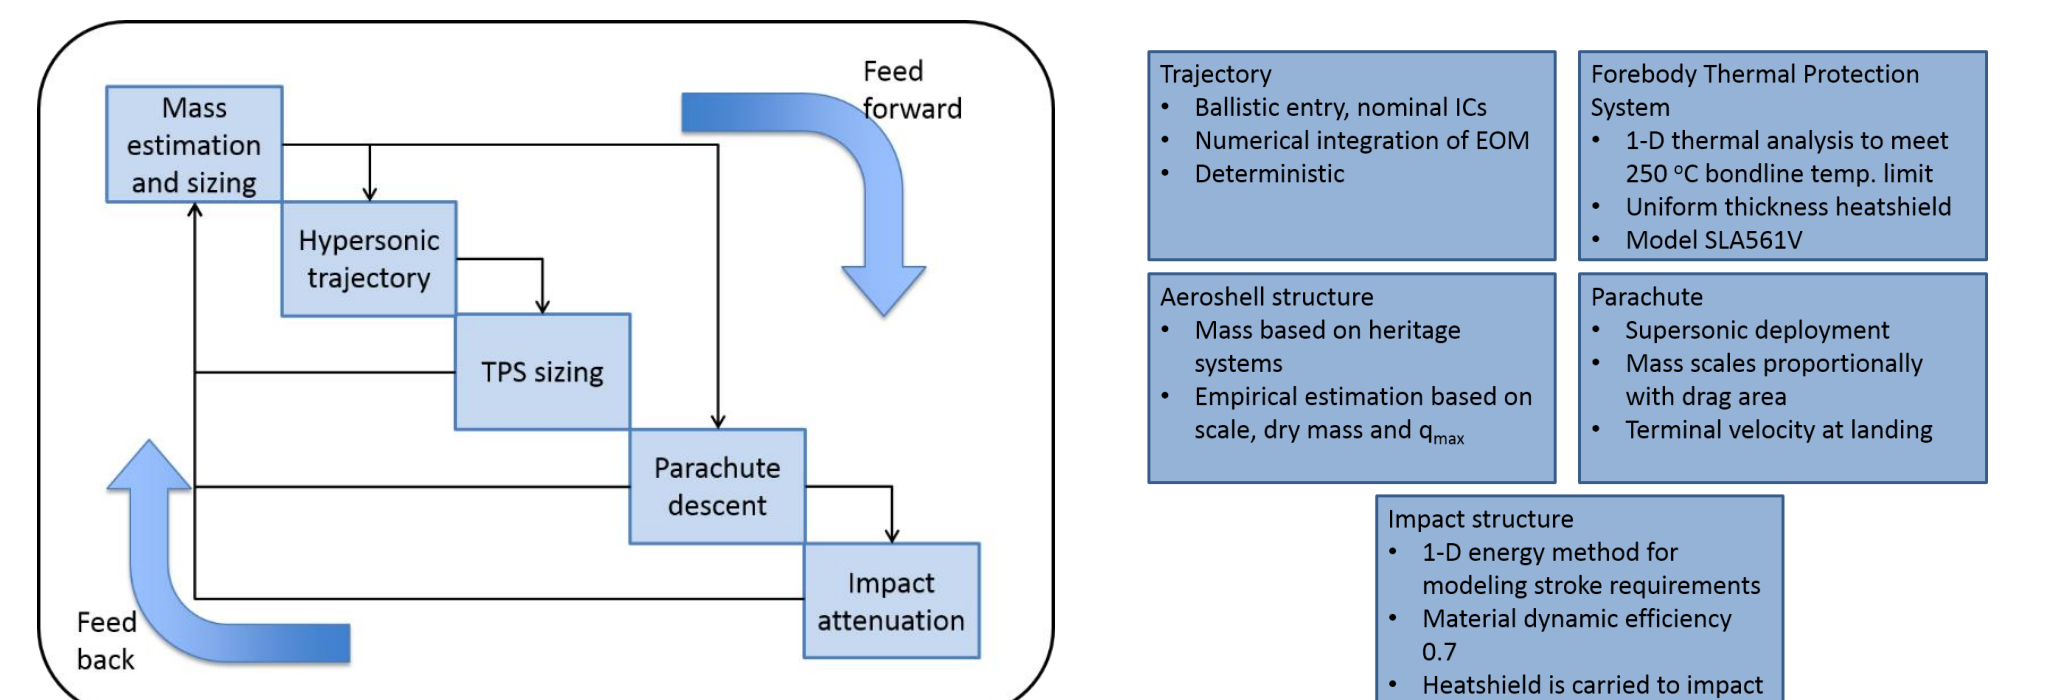 Feed
forward
Mass
estimation
and sizing
Hypersonic
trajectory
TPS sizing
Parachute
descent
Impact
attenuation
Feed
back
Trajectory
• Ballistic entry, nominal ICs
• Numerical integration of EOM
• Deterministic
Forebody Thermal Protection
System
• 1-D thermal analysis to meet
250 °C bondline temp. limit
• Uniform thickness heatshield
• Model SLA561V
Aeroshell structure
• Mass based on heritage
systems
• Empirical estimation based on
scale, dry mass and qmax
Parachute
• Supersonic deployment
• Mass scales proportionally
with drag area
• Terminal velocity at landing
Impact structure
• 1-D energy method for
modeling stroke requirements
• Material dynamic efficiency
0.7
• Heatshield is carried to impact